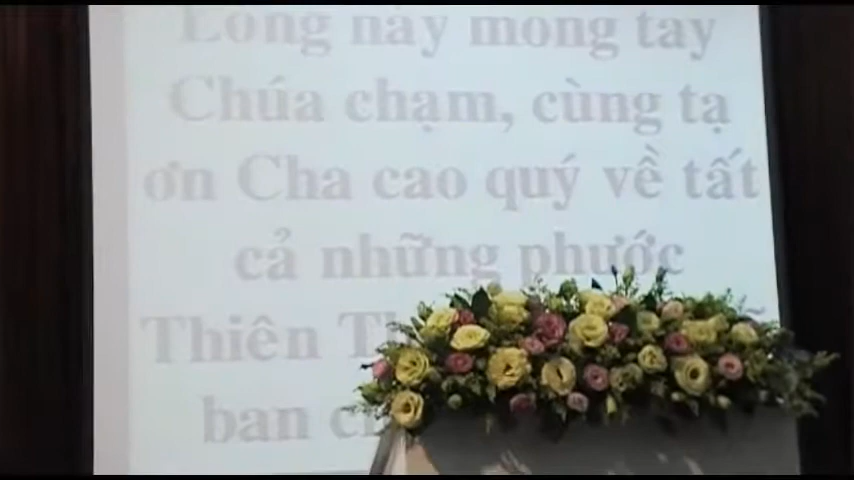 Lòng này mong tay
Chúa chạm, cùng tạ
ơn Cha cao quý về tất
cả những phước
Thiên
ban